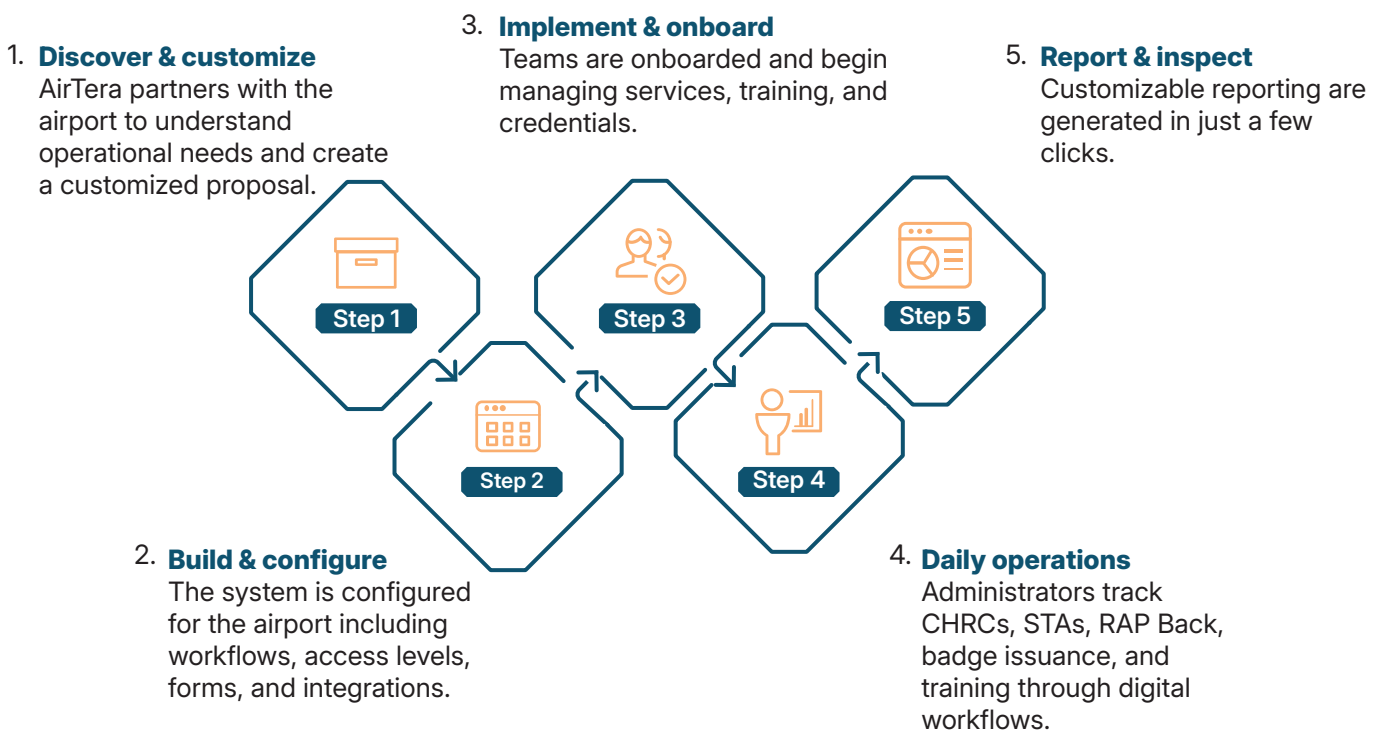 1. Discover & customize
AirTera partners with the
airport to understand
operational needs and create
a customized proposal.
3. Implement & onboard
Teams are onboarded and begin
managing services, training, and
credentials.
5. Report & inspect
Customizable reporting are
generated in just a few
clicks.
Step 1
Step 3
Step 5
Step 2
Step 4
2. Build & configure
The system is configured
for the airport including
workflows, access levels,
forms, and integrations.
4. Daily operations
Administrators track
CHRCs, STAs, RAP Back,
badge issuance, and
training through digital
workflows.